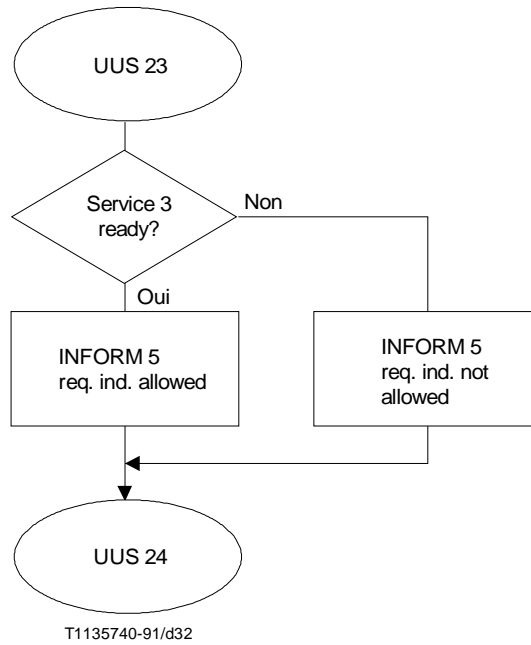 UUS 23
Service 3
ready?
Non
Oui
INFORM 5
req. ind. allowed
INFORM 5
req. ind. not
allowed
UUS 24
T1135740-91/d32